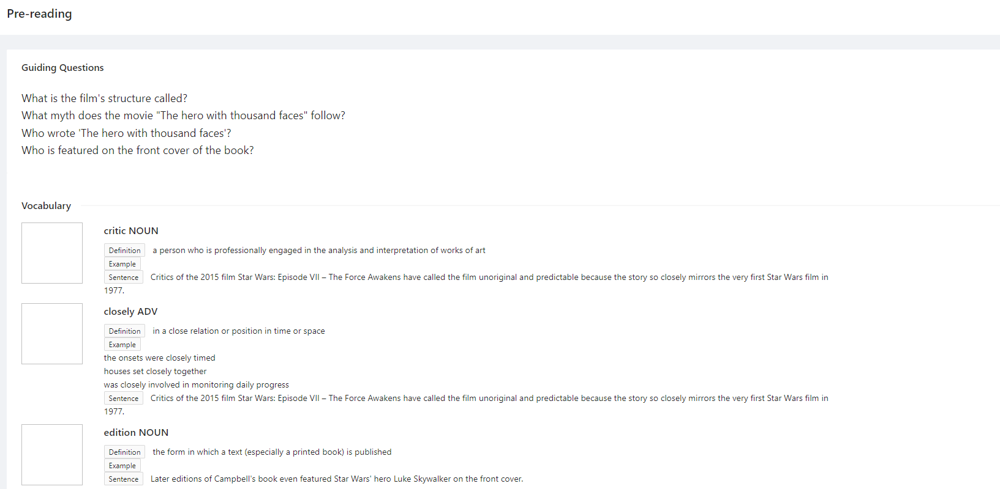 Pre-reading
Guiding Questions
What is the film's structure called?
What myth does the movie "The hero with thousand faces" follow?
Who wrote 'The hero with thousand faces'?
Who is featured on the front cover of the book?
Vocabulary
critic NOUN
Definition a person who is professionally engaged in the analysis and interpretation of works of art
Example
Sentence Critics of the 2015 film Star Wars: Episode VII – The Force Awakens have called the film unoriginal and predictable because the story so closely mirrors the very first Star Wars film in
1977.
closely ADV
Definition in a close relation or position in time or space
Example
the onsets were closely timed
houses set closely together
was closely involved in monitoring daily progress
Sentence Critics of the 2015 film Star Wars: Episode VII – The Force Awakens have called the film unoriginal and predictable because the story so closely mirrors the very first Star Wars film in
1977.
edition NOUN
Definition the form in which a text (especially a printed book) is published
Example
Sentence Later editions of Campbell's book even featured Star Wars' hero Luke Skywalker on the front cover.